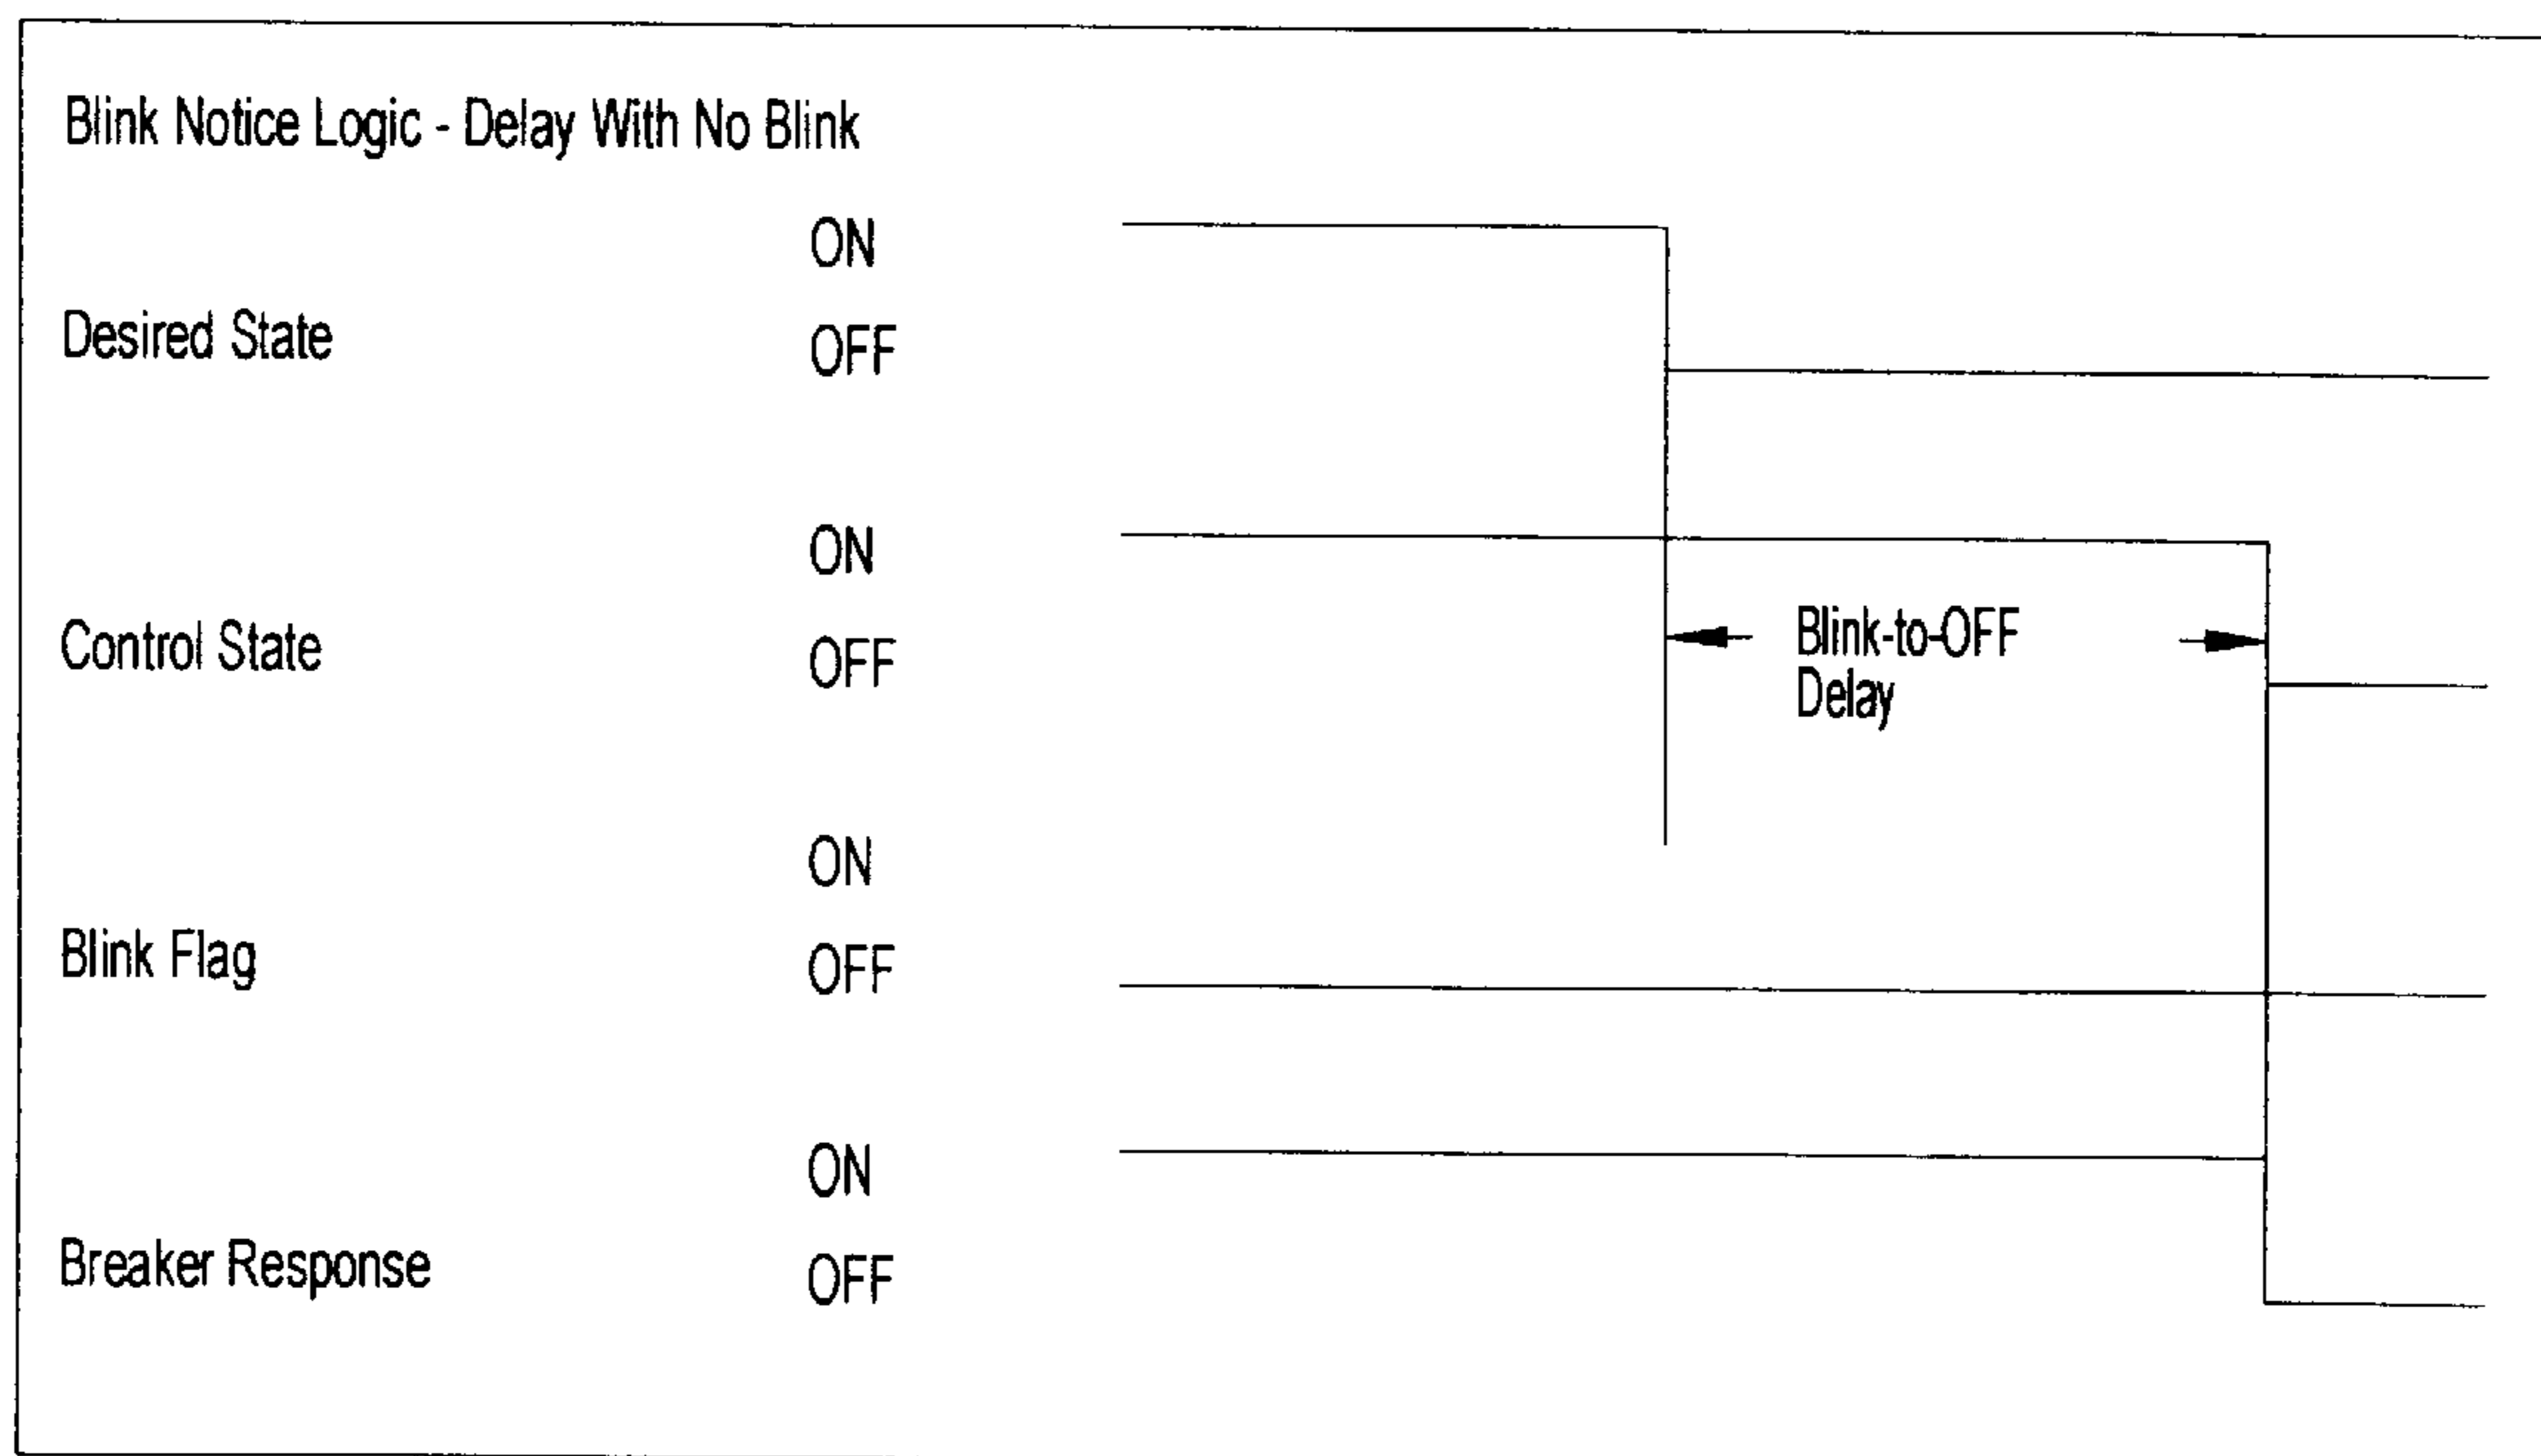 Blink Notice Logic - Delay With No Blink
ON
Desired State
OFF
ON
Control State
OFF
Blink-to-OFF
Delay
ON
Blink Flag
OFF
ON
Breaker Response
OFF